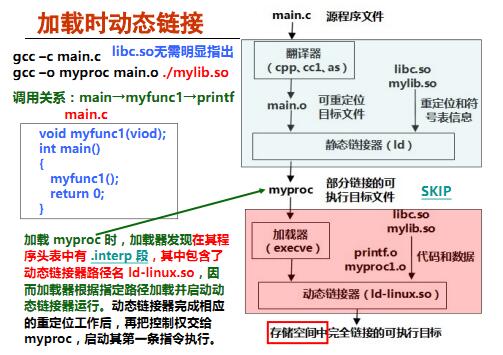 加载时动态链接
gcc –c main.c libc.so无需明显指出
gcc –o myproc main.o ./mylib.so
调用关系：main→myfunc1→printf
main.c
void myfunc1(viod);
int main()
{
myfunc1();
return 0;
}
加载 myproc 时，加载器发现在其程
序头表中有 .interp 段，其中包含了
动态链接器路径名 ld-linux.so，因
而加载器根据指定路径加载并启动动
态链接器运行。动态链接器完成相应
的重定位工作后，再把控制权交给
myproc，启动其第一条指令执行。
main.c 源程序文件
翻译器
（cpp、cc1、as）
libc.so
mylib.so
main.o
可重定位
目标文件
重定位和符
号表信息
静态链接器（ld）
myproc
部分链接的可
执行目标文件
SKIP
加载器
（execve）
libc.so
mylib.so
printf.o
myproc1.o
代码和数据
动态链接器（ld-linux.so）
存储空间中完全链接的可执行目标